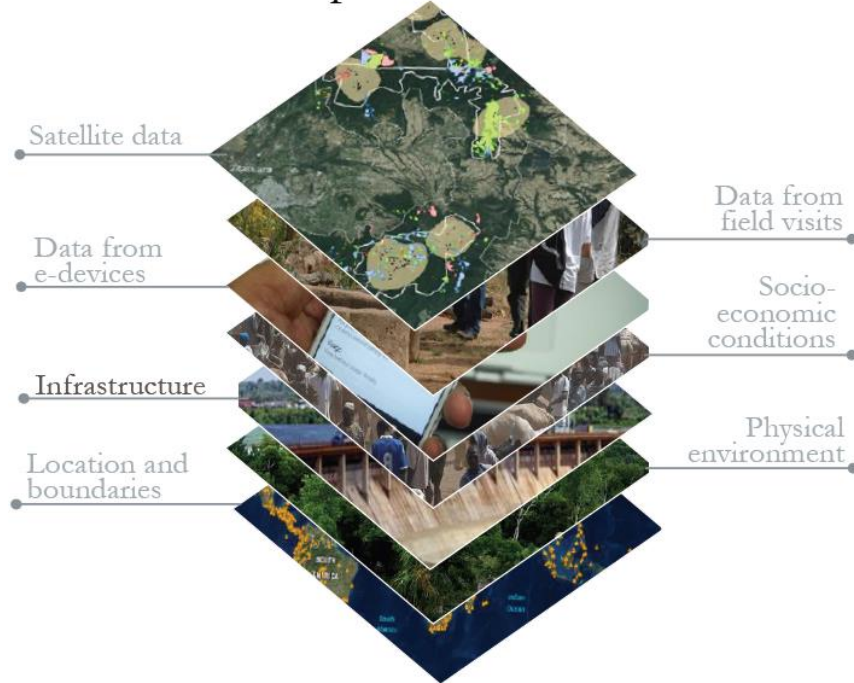 Satellite data
Data from
field visits
Data from
e-devices
Socio-
economic
conditions
Infrastructure
Physical
environment
Location and
boundaries